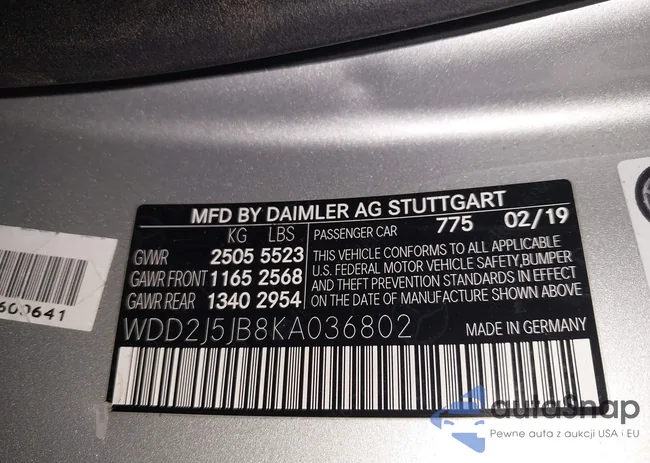 MFD BY DAIMLER AG STUTTGART
KG LBS
GVWR 2505 5523
GAWR FRONT 1165 2568
GAWR REAR 1340 2954
PASSENGER CAR 775 02/19
THIS VEHICLE CONFORMS TO ALL APPLICABLE
U.S. FEDERAL MOTOR VEHICLE SAFETY, BUMPER
AND THEFT PREVENTION STANDARDS IN EFFECT
ON THE DATE OF MANUFACTURE SHOWN ABOVE
WDD2J5JB8KA036802
MADE IN GERMANY
600641
autaSnap
Pewne auta z aukcji USA i EU